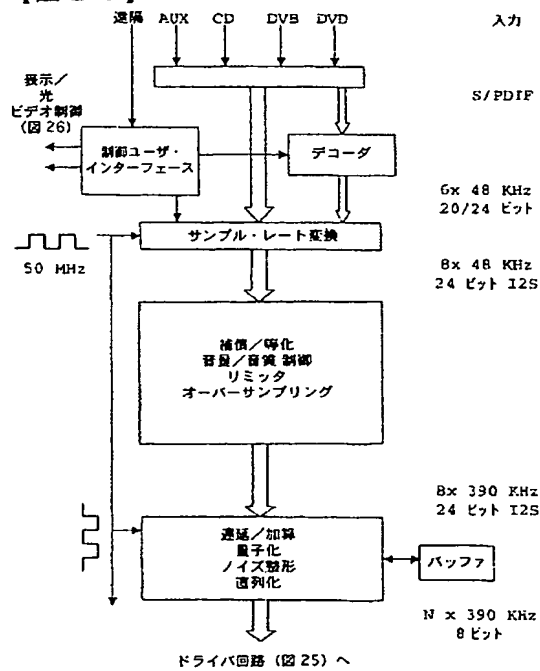 遠隔 AUX CD DVB DVD
入力
S/PDIF
表示/
光
ビデオ制御
(図26)
制御ユーザ・
インターフェース
デコーダ
6x 48 KHz
20/24 ビット
サンプル・レート変換
50 MHz
8x 48 KHz
24 ビット I2S
補償/等化
音量/音質 制御
リミッタ
オーバーサンプリング
8x 390 KHz
24 ビット I2S
遅延/加算
量子化
ノイズ整形
直列化
バッファ
N x 390 KHz
8 ビット
ドライバ回路 (図25) へ